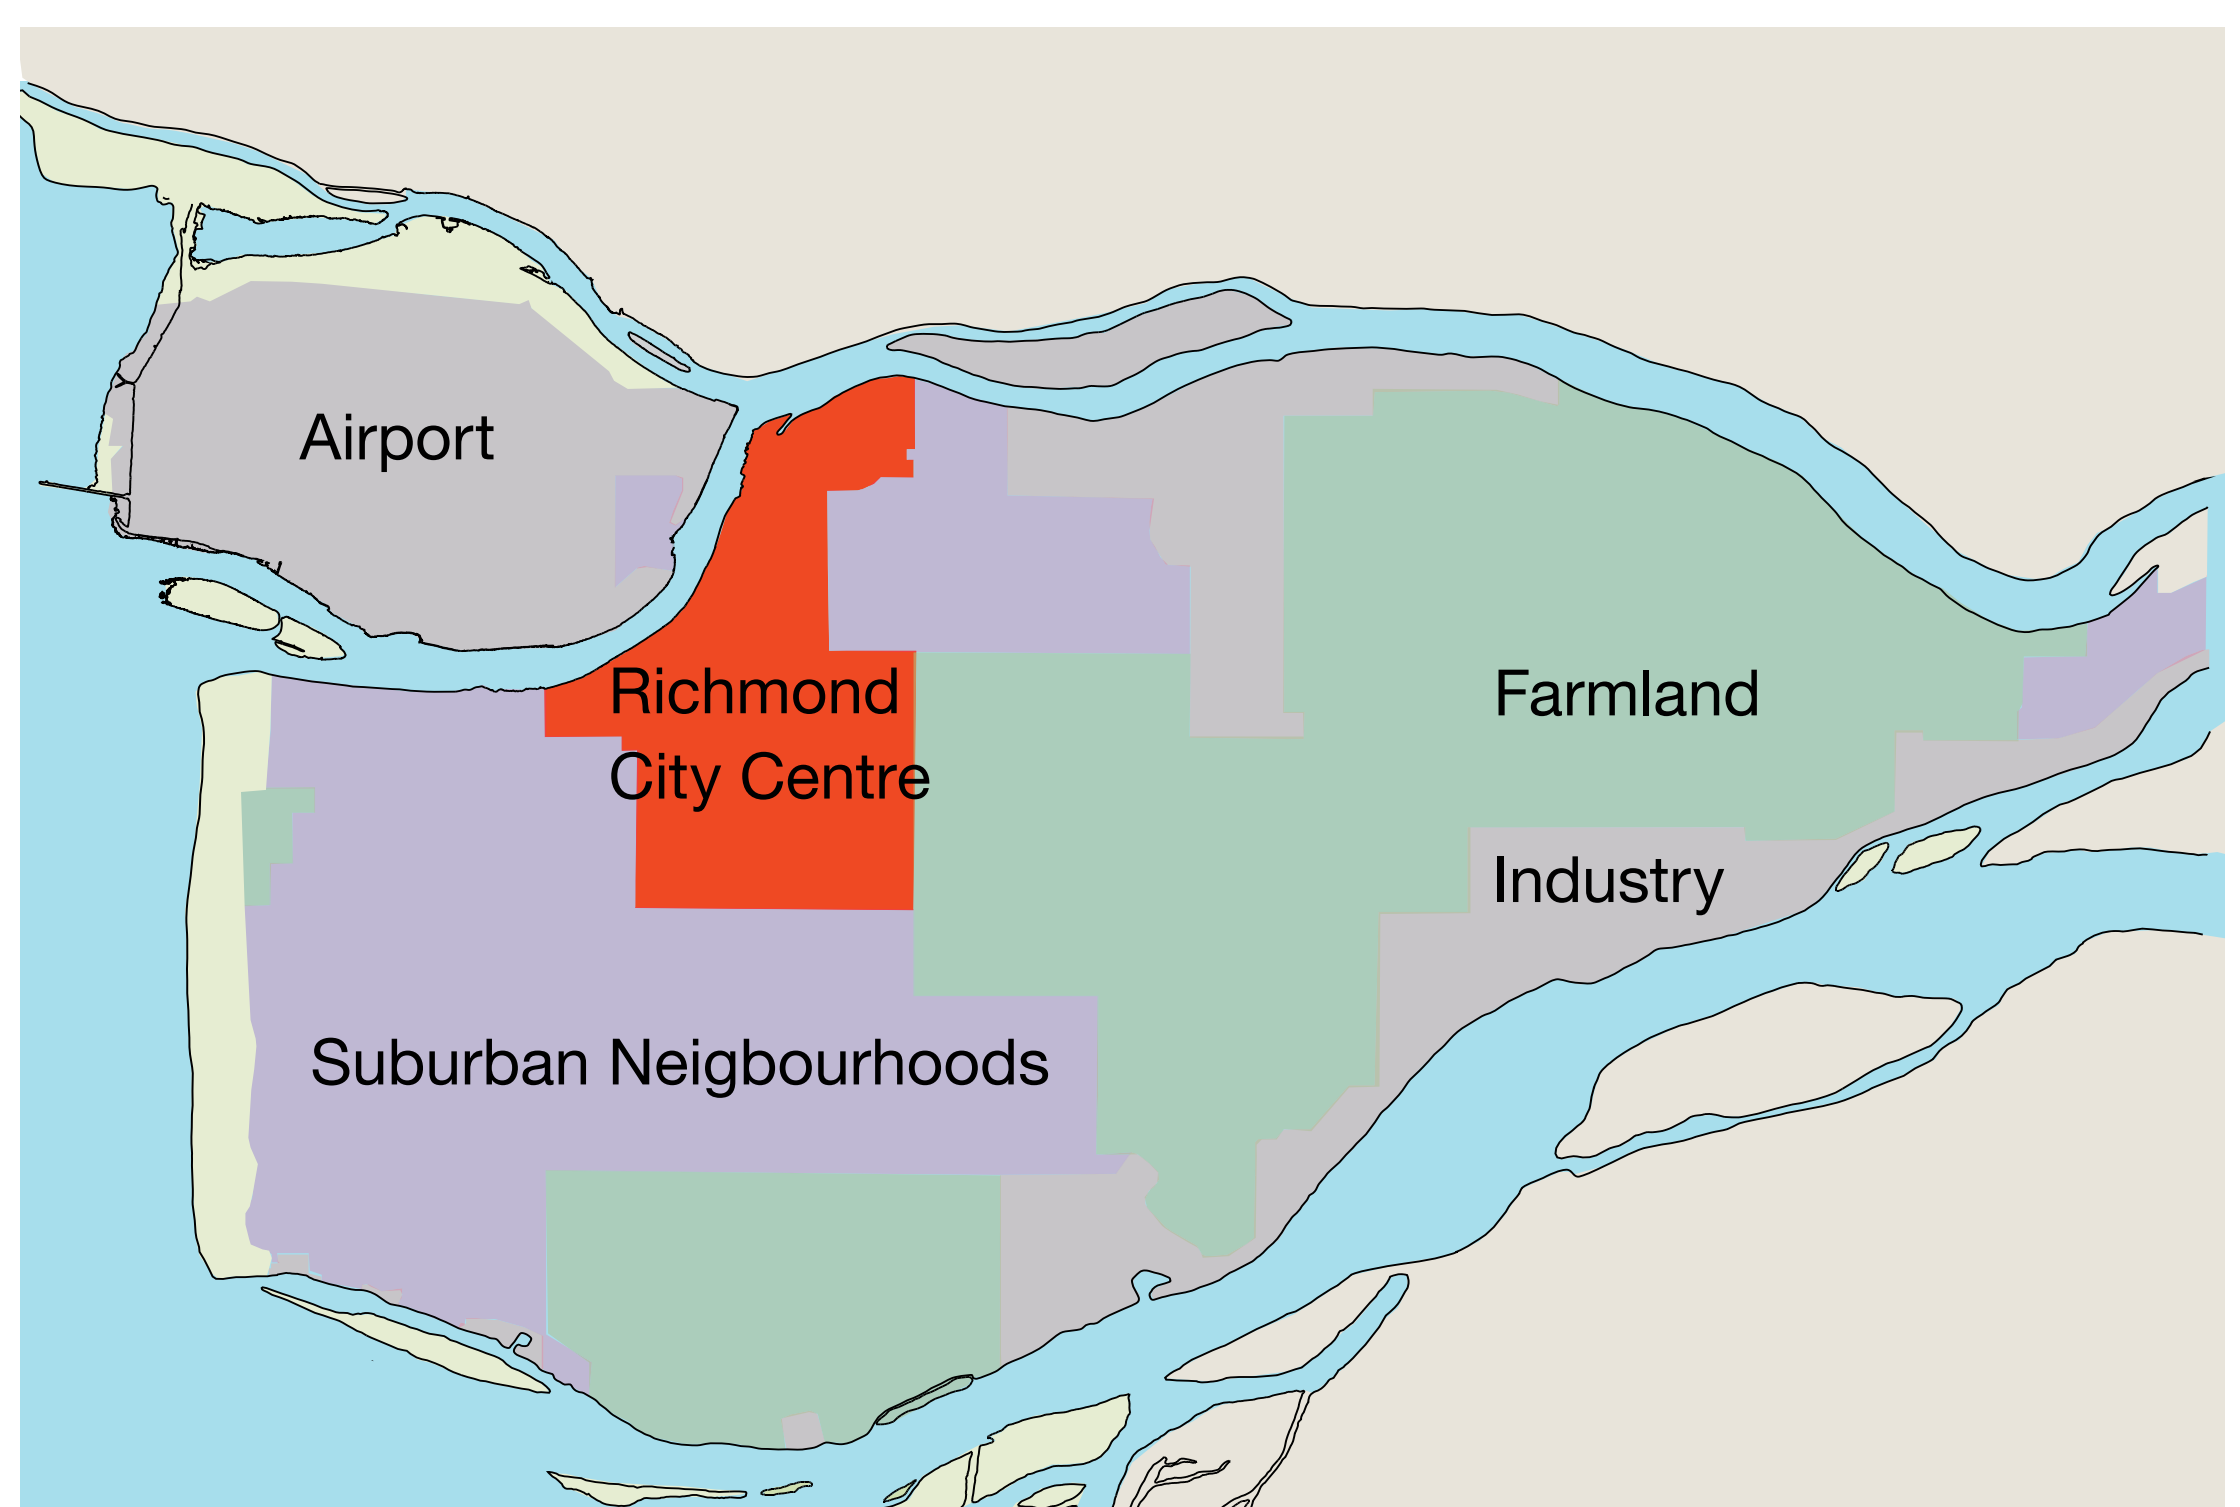 Airport
Richmond
City Centre
Farmland
Industry
Suburban Neigbourhoods